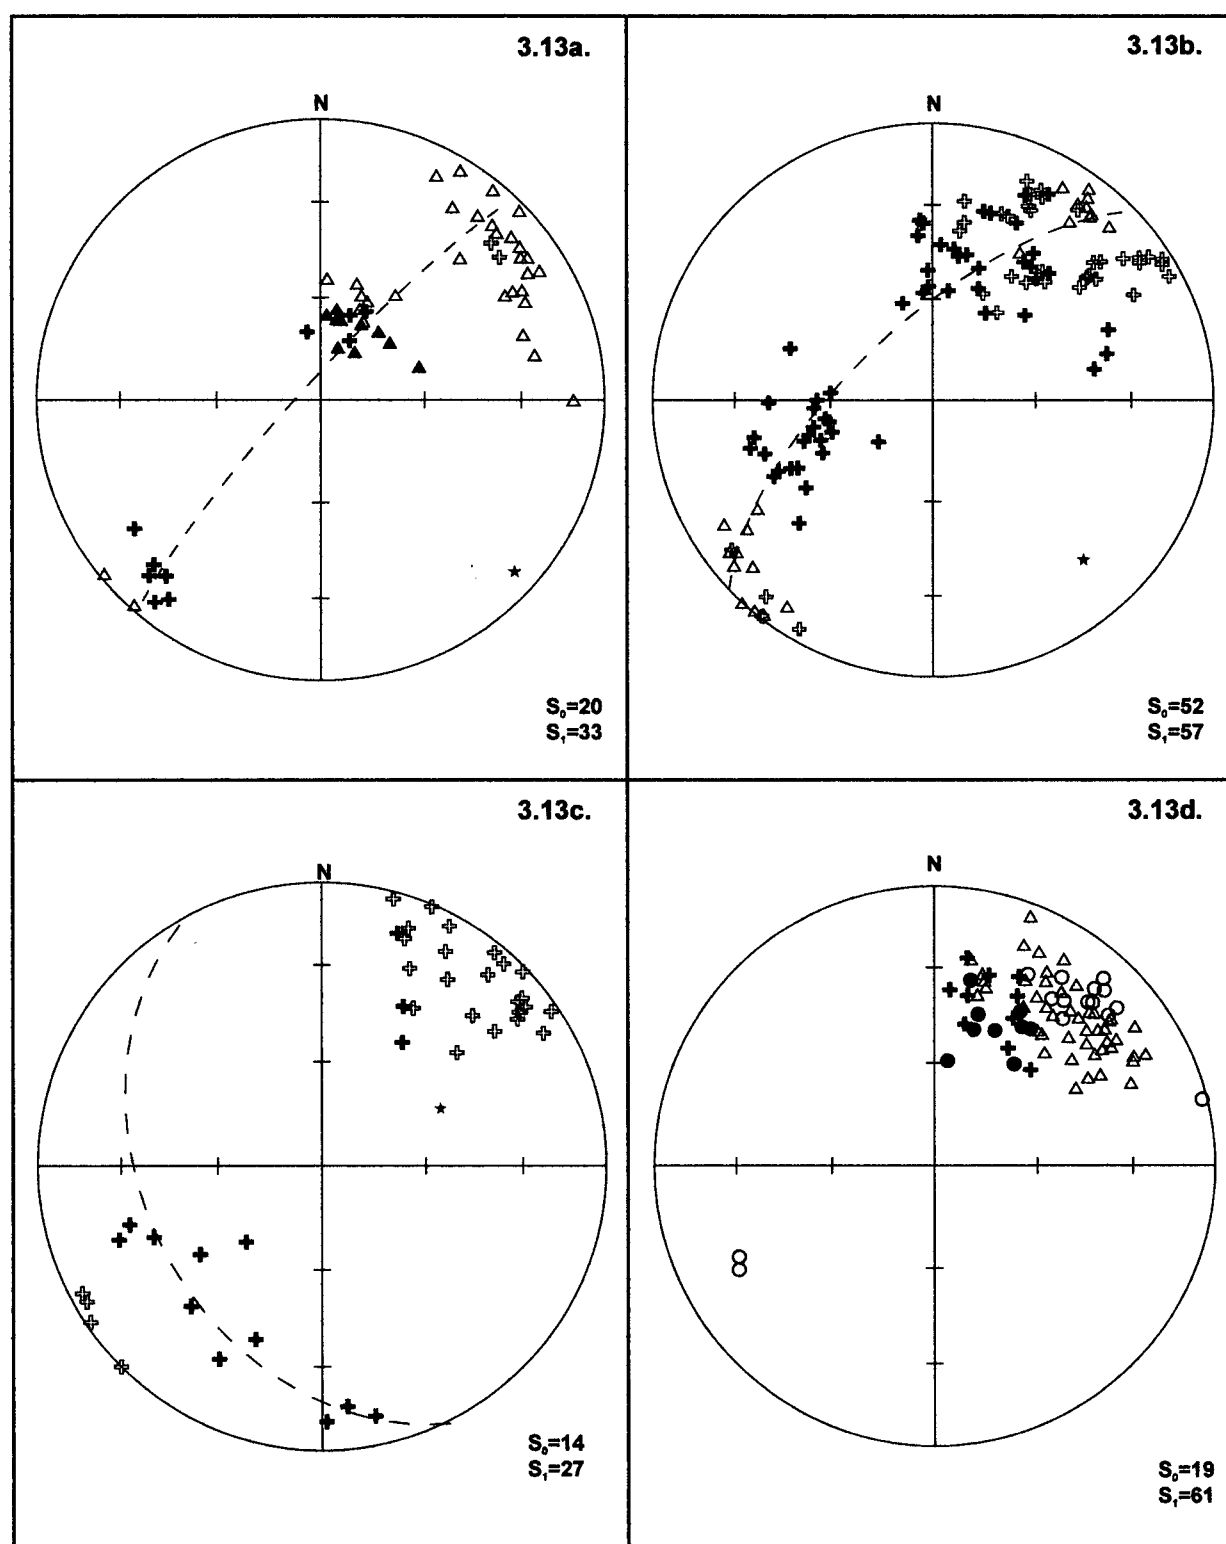 3.13a.
N
S₀=20
S₁=33
3.13b.
N
S₀=52
S₁=57
3.13c.
N
S₀=14
S₁=27
3.13d.
N
S₀=19
S₁=61